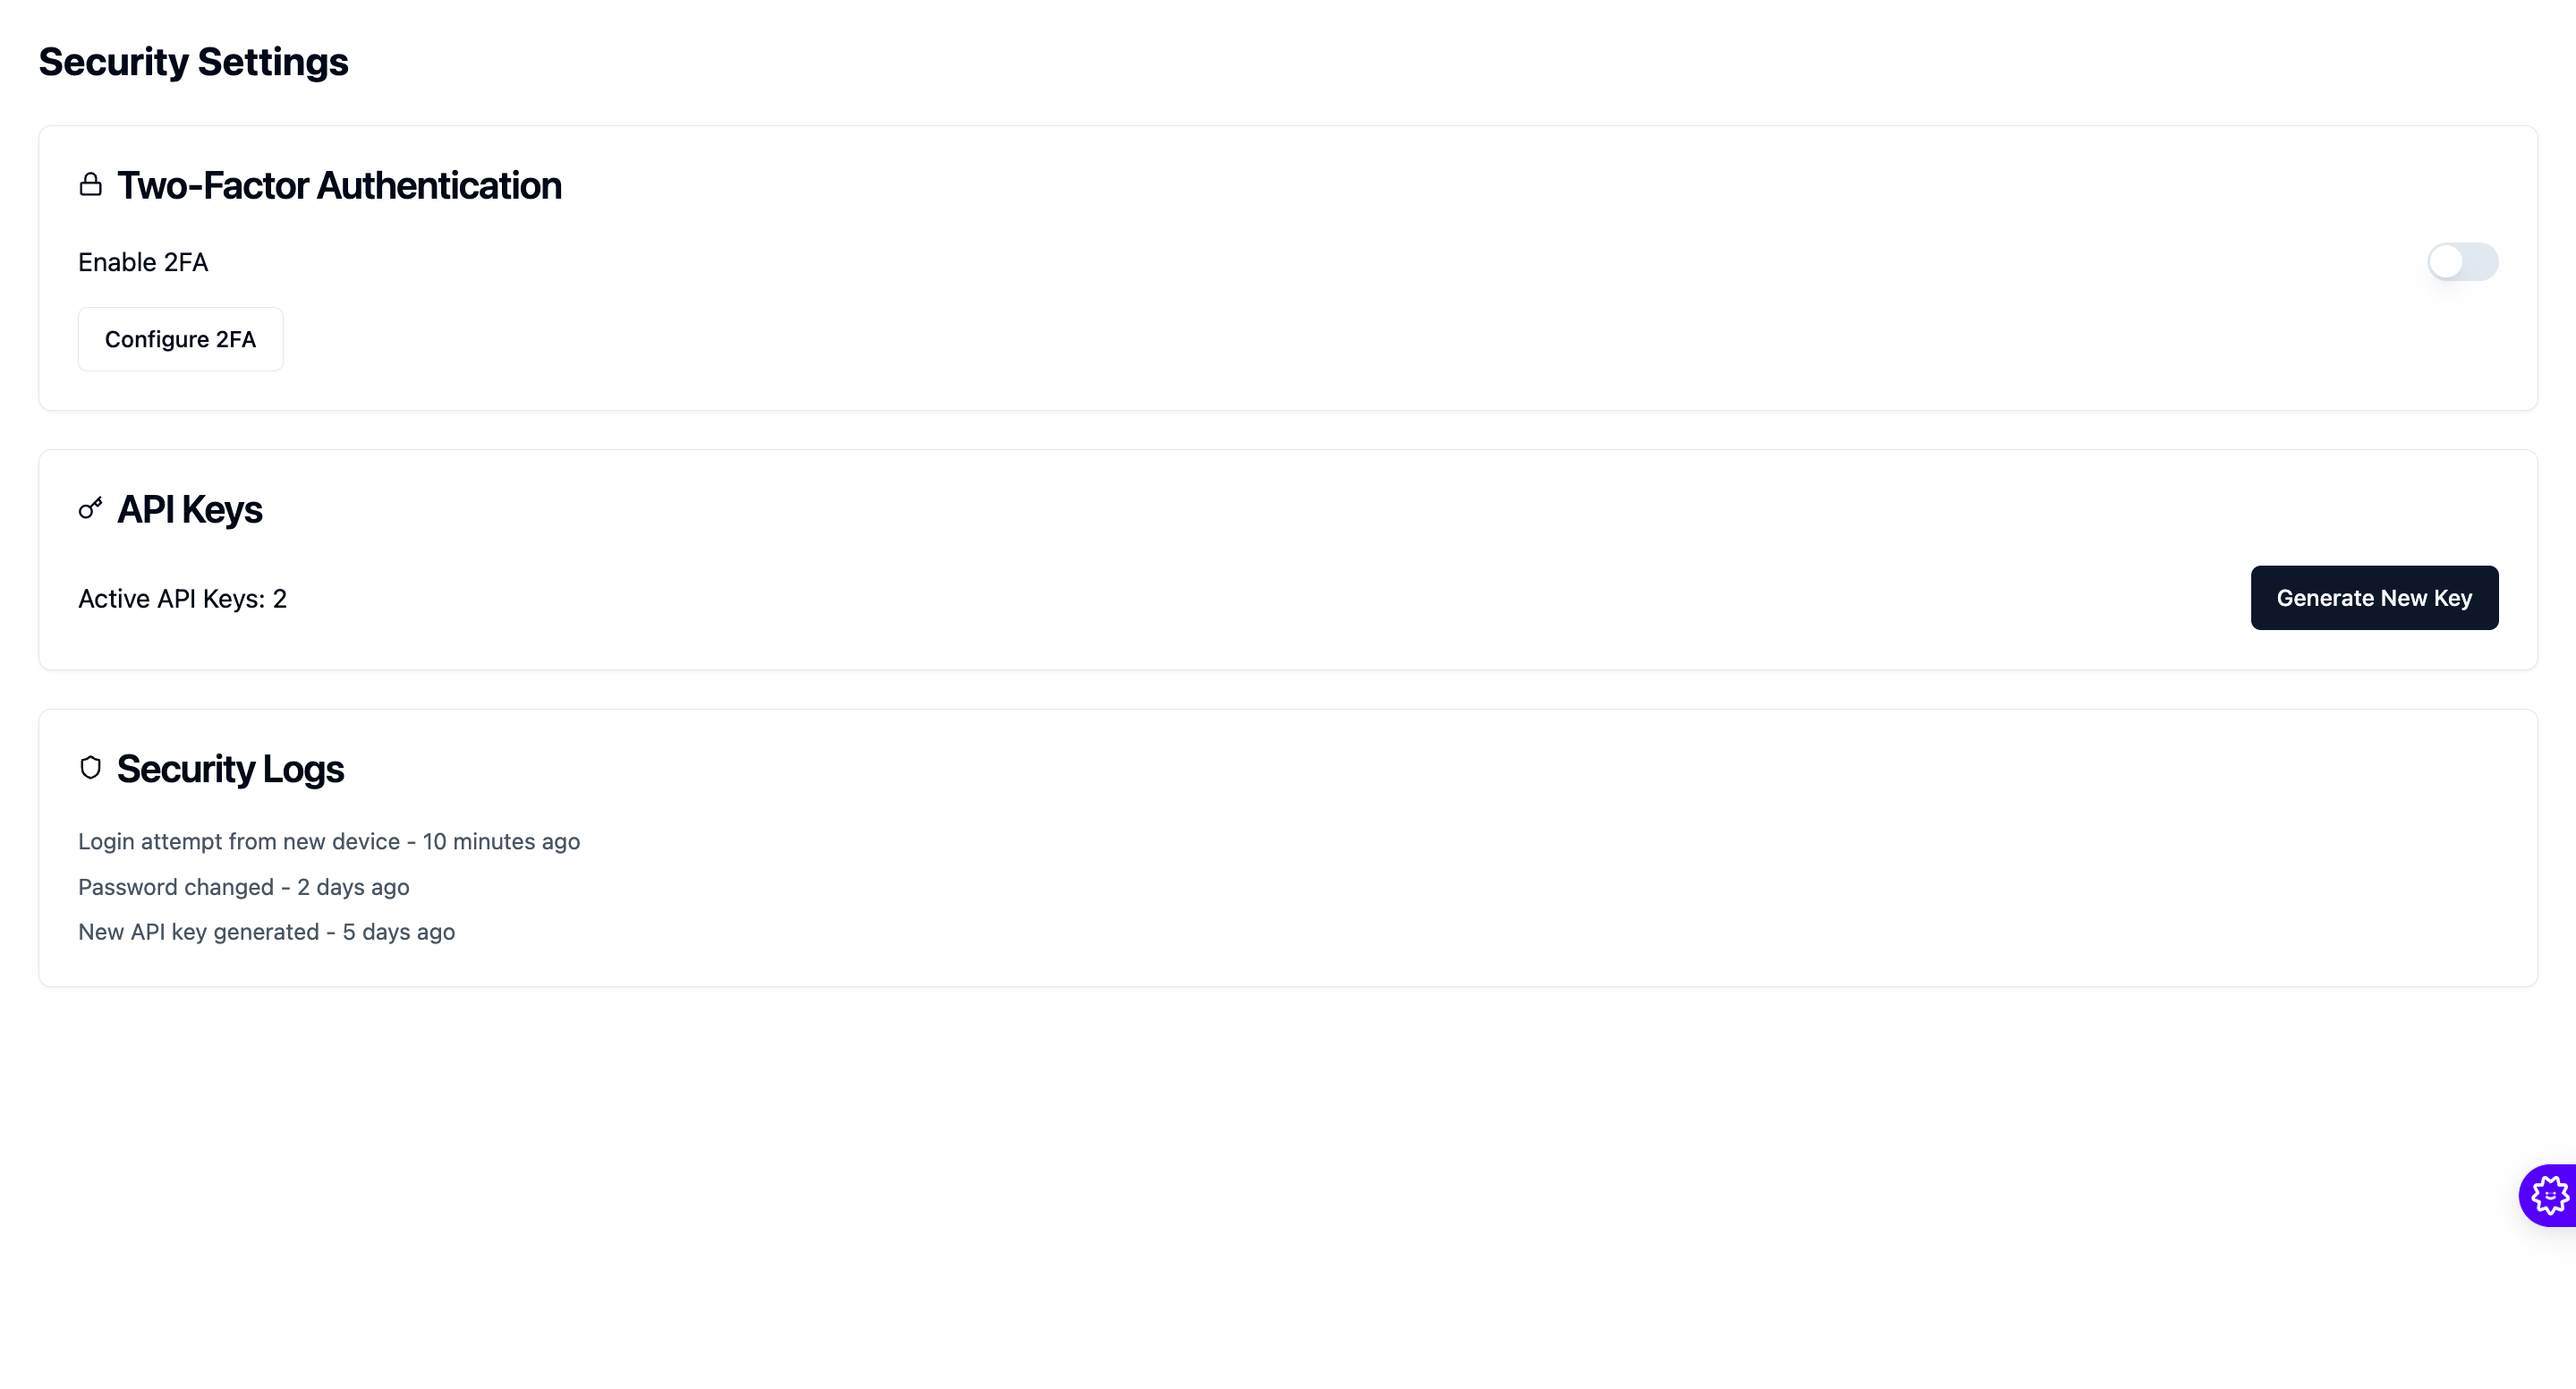 Security Settings
Two-Factor Authentication
Enable 2FA
Configure 2FA
API Keys
Active API Keys: 2
Generate New Key
Security Logs
Login attempt from new device - 10 minutes ago
Password changed - 2 days ago
New API key generated - 5 days ago